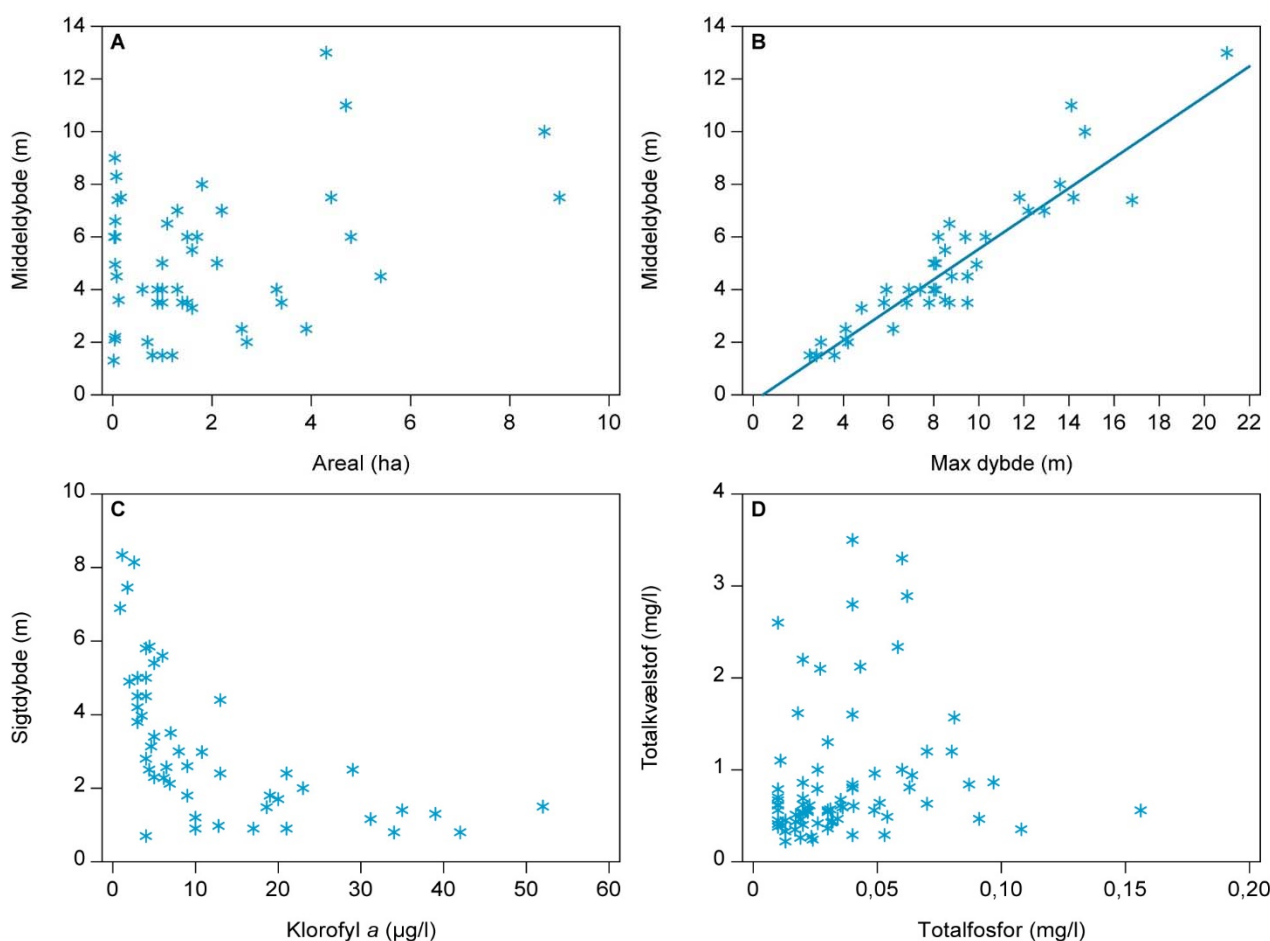 A
14
12
10
8
6
4
2
0
Middeldybde (m)
0 2 4 6 8 10
Areal (ha)
B
14
12
10
8
6
4
2
0
Middeldybde (m)
0 2 4 6 8 10 12 14 16 18 20 22
Max dybde (m)
C
10
8
6
4
2
0
Sigtdybde (m)
0 10 20 30 40 50 60
Klorofyl a (µg/l)
D
4
3
2
1
0
Totalkvælstof (mg/l)
0 0,05 0,10 0,15 0,20
Totalfosfor (mg/l)